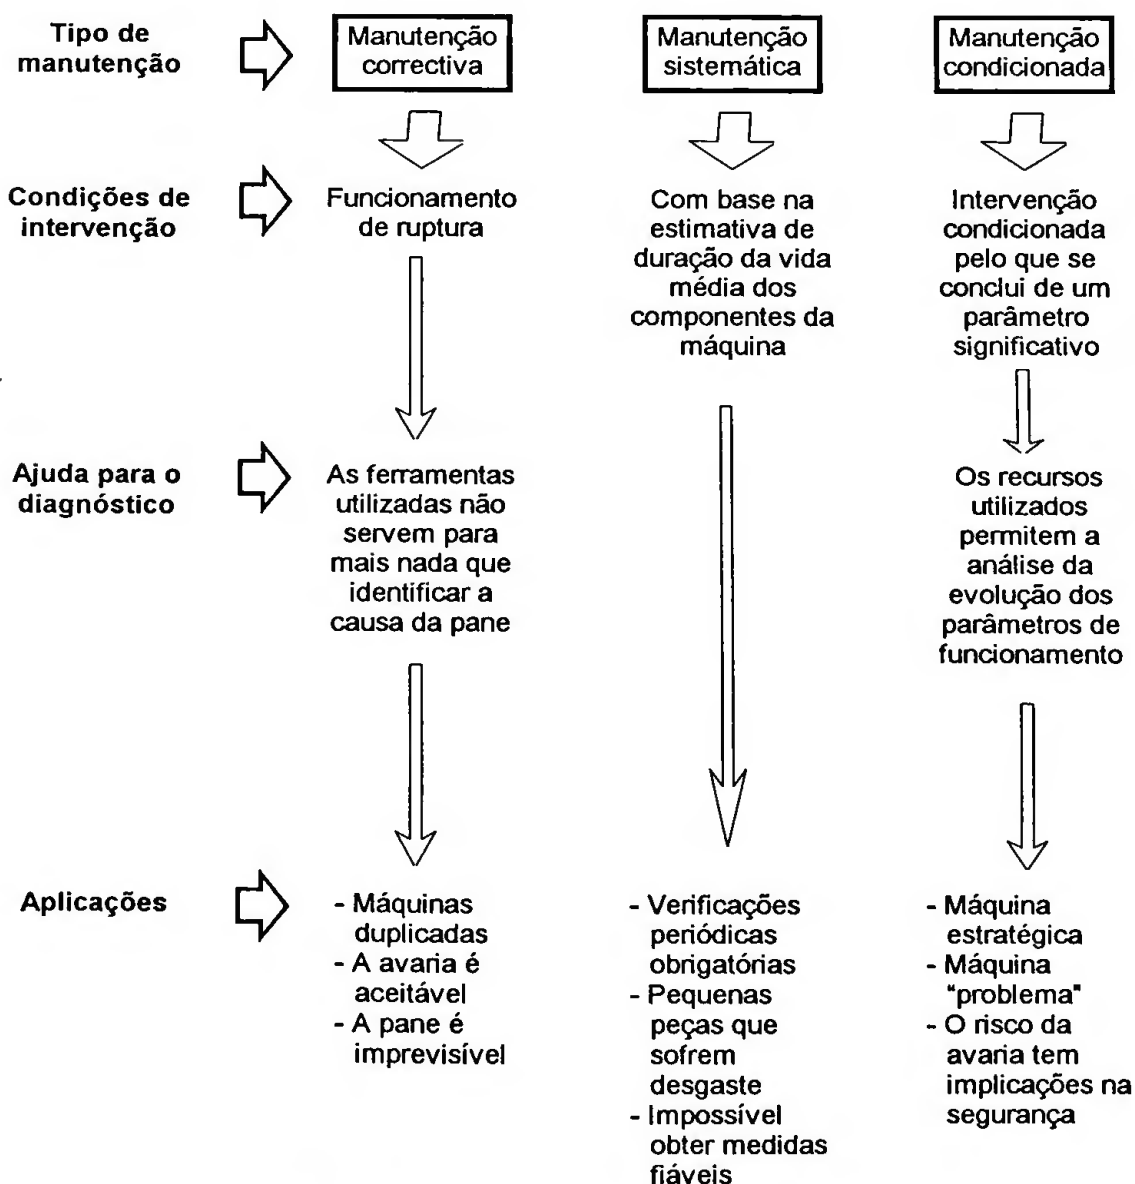 Tipo de
manutenção
Manutenção
correctiva
Manutenção
sistemática
Manutenção
condicionada
Condições de
intervenção
Funcionamento
de ruptura
Com base na
estimativa de
duração da vida
média dos
componentes da
máquina
Intervenção
condicionada
pelo que se
conclui de um
parâmetro
significativo
Ajuda para o
diagnóstico
As ferramentas
utilizadas não
servem para
mais nada que
identificar a
causa da pane
Os recursos
utilizados
permitem a
análise da
evolução dos
parâmetros de
funcionamento
Aplicações
- Máquinas
duplicadas
- A avaria é
aceitável
- A pane é
imprevisível
- Verificações
periódicas
obrigatórias
- Pequenas
peças que
sofrem
desgaste
- Impossível
obter medidas
fiáveis
- Máquina
estratégica
- Máquina
"problema"
- O risco da
avaria tem
implicações na
segurança